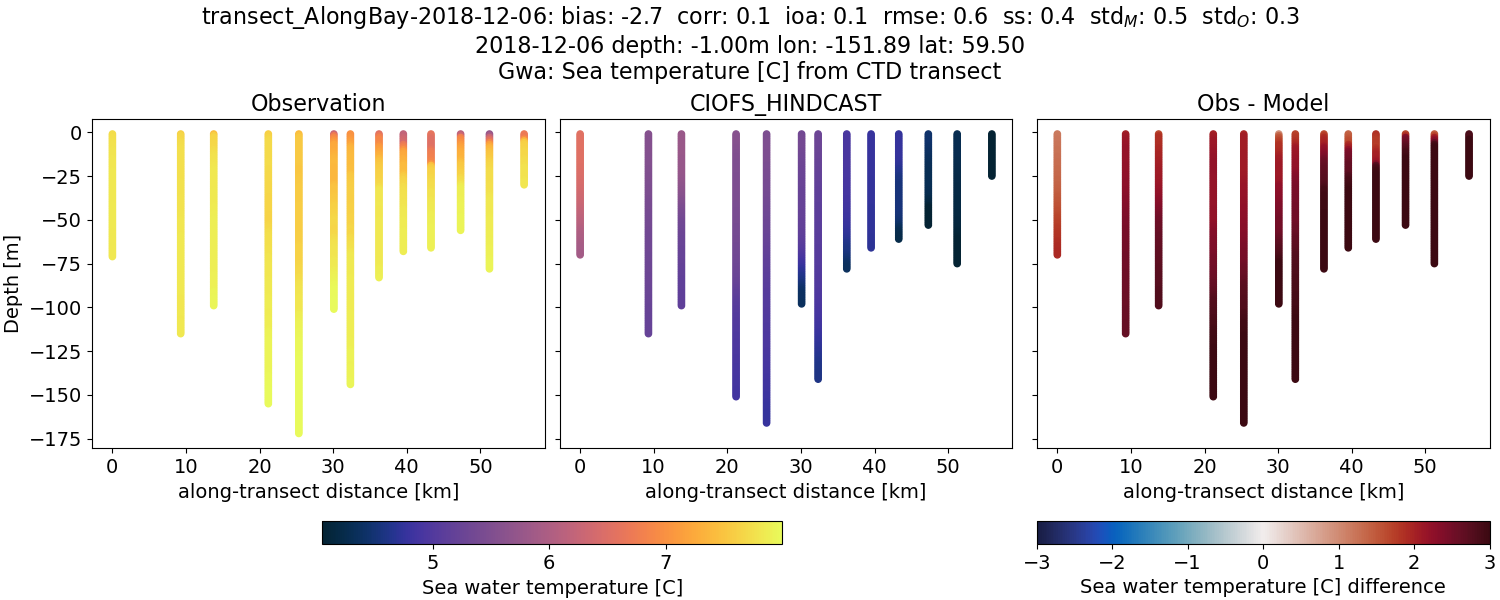 transect_AlongBay-2018-12-06: bias: -2.7 corr: 0.1 ioa: 0.1 rmse: 0.6 ss: 0.4 std_M: 0.5 std_O: 0.3
2018-12-06 depth: -1.00m lon: -151.89 lat: 59.50
Gwa: Sea temperature [C] from CTD transect
Observation
CIOFS_HINDCAST
Obs - Model
Depth [m]
0
−25
−50
−75
−100
−125
−150
−175
0 10 20 30 40 50
0 10 20 30 40 50
0 10 20 30 40 50
along-transect distance [km]
along-transect distance [km]
along-transect distance [km]
5 6 7
Sea water temperature [C]
−3 −2 −1 0 1 2 3
Sea water temperature [C] difference